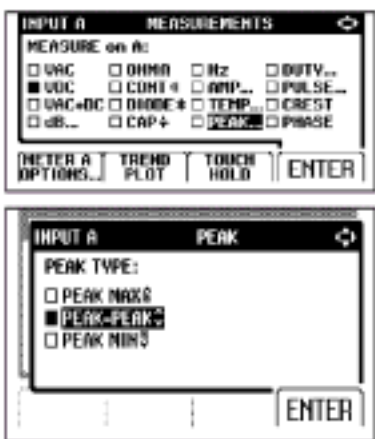 INPUT A MEASUREMENTS
MEASURE on A:
VAC OHMΩ Hz DUTY...
VDC CONT AMP... PULSE...
VAC+DC DIODE TEMP... CREST
dB... CAP PEAK... PHASE
METER A OPTIONS... TREND PLOT TOUCH HOLD ENTER
INPUT A PEAK
PEAK TYPE:
PEAK MAX
PEAK-PEAK
PEAK MIN
ENTER